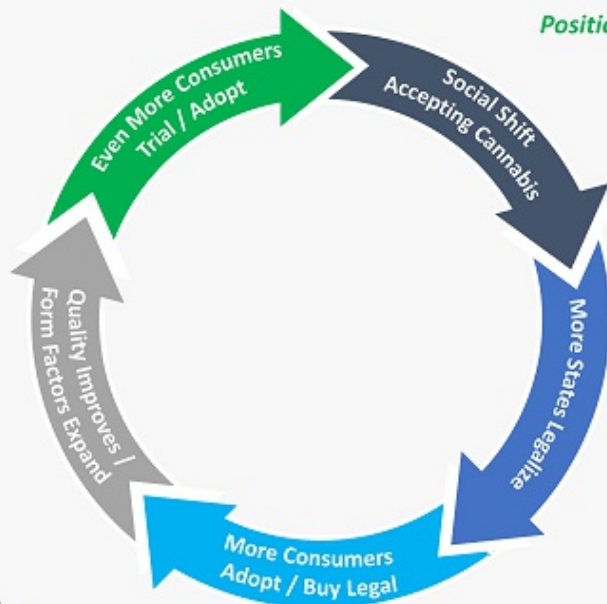 Even More Consumers
Trial / Adopt
Social Shift
Accepting Cannabis
More States Legalize
More Consumers
Adopt / Buy Legal
Quality Improves /
Form Factors Expand